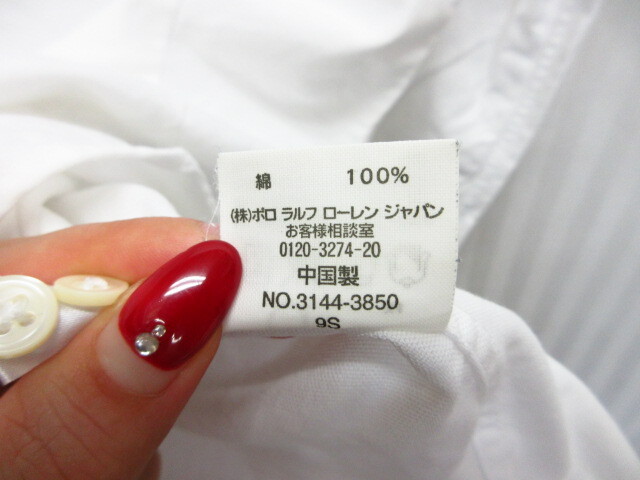 綿 100%
(株)ポロ ラルフ ローレン ジャパン
お客様相談室
0120-3274-20
中国製
NO.3144-3850
9S